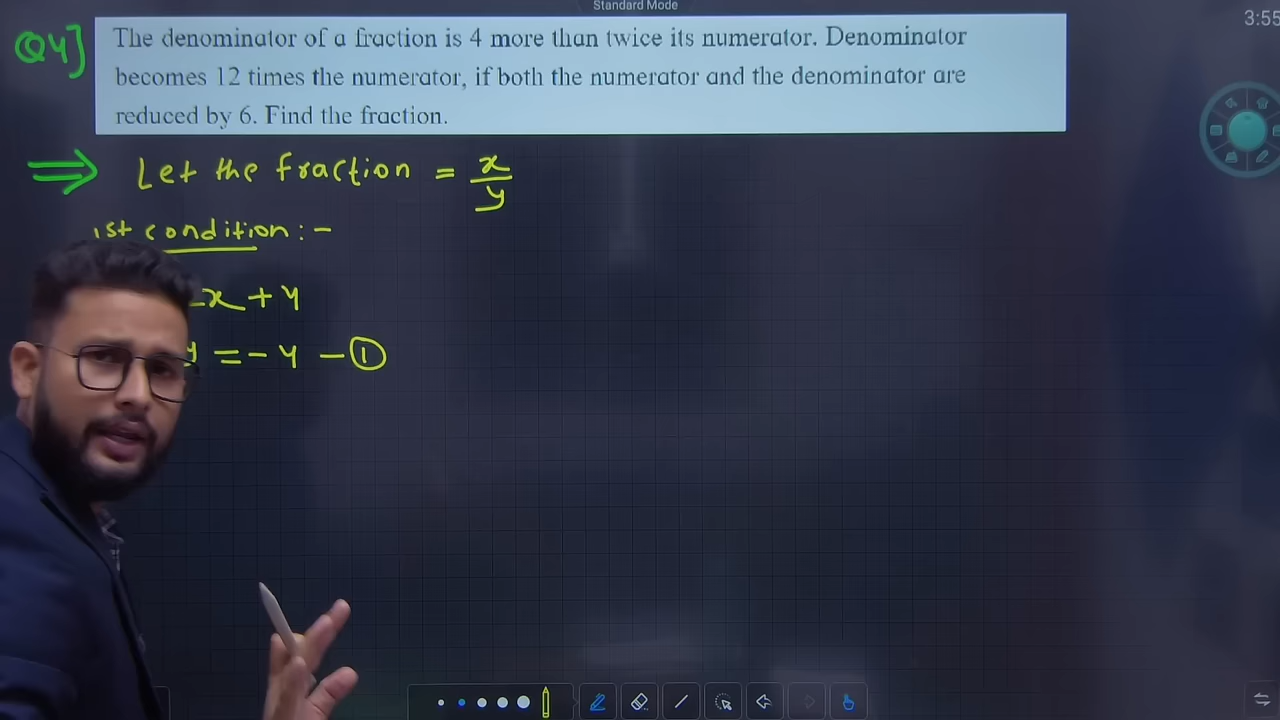 Standard Mode
3:55
Q4]
The denominator of a fraction is 4 more than twice its numerator. Denominator
becomes 12 times the numerator, if both the numerator and the denominator are
reduced by 6. Find the fraction.
⇒ Let the fraction = x/y
1st condition :-
x + 4
y = - 4 - ①